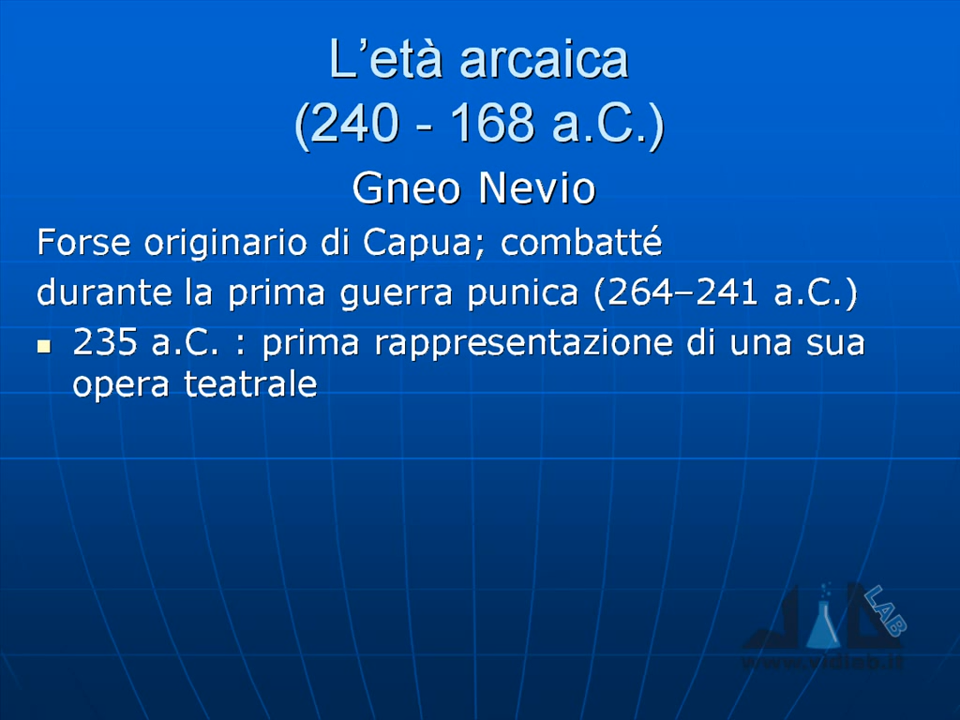 L'età arcaica
(240 - 168 a.C.)
Gneo Nevio
Forse originario di Capua; combatté
durante la prima guerra punica (264–241 a.C.)
235 a.C. : prima rappresentazione di una sua
opera teatrale
LAB
www.vidlab.it